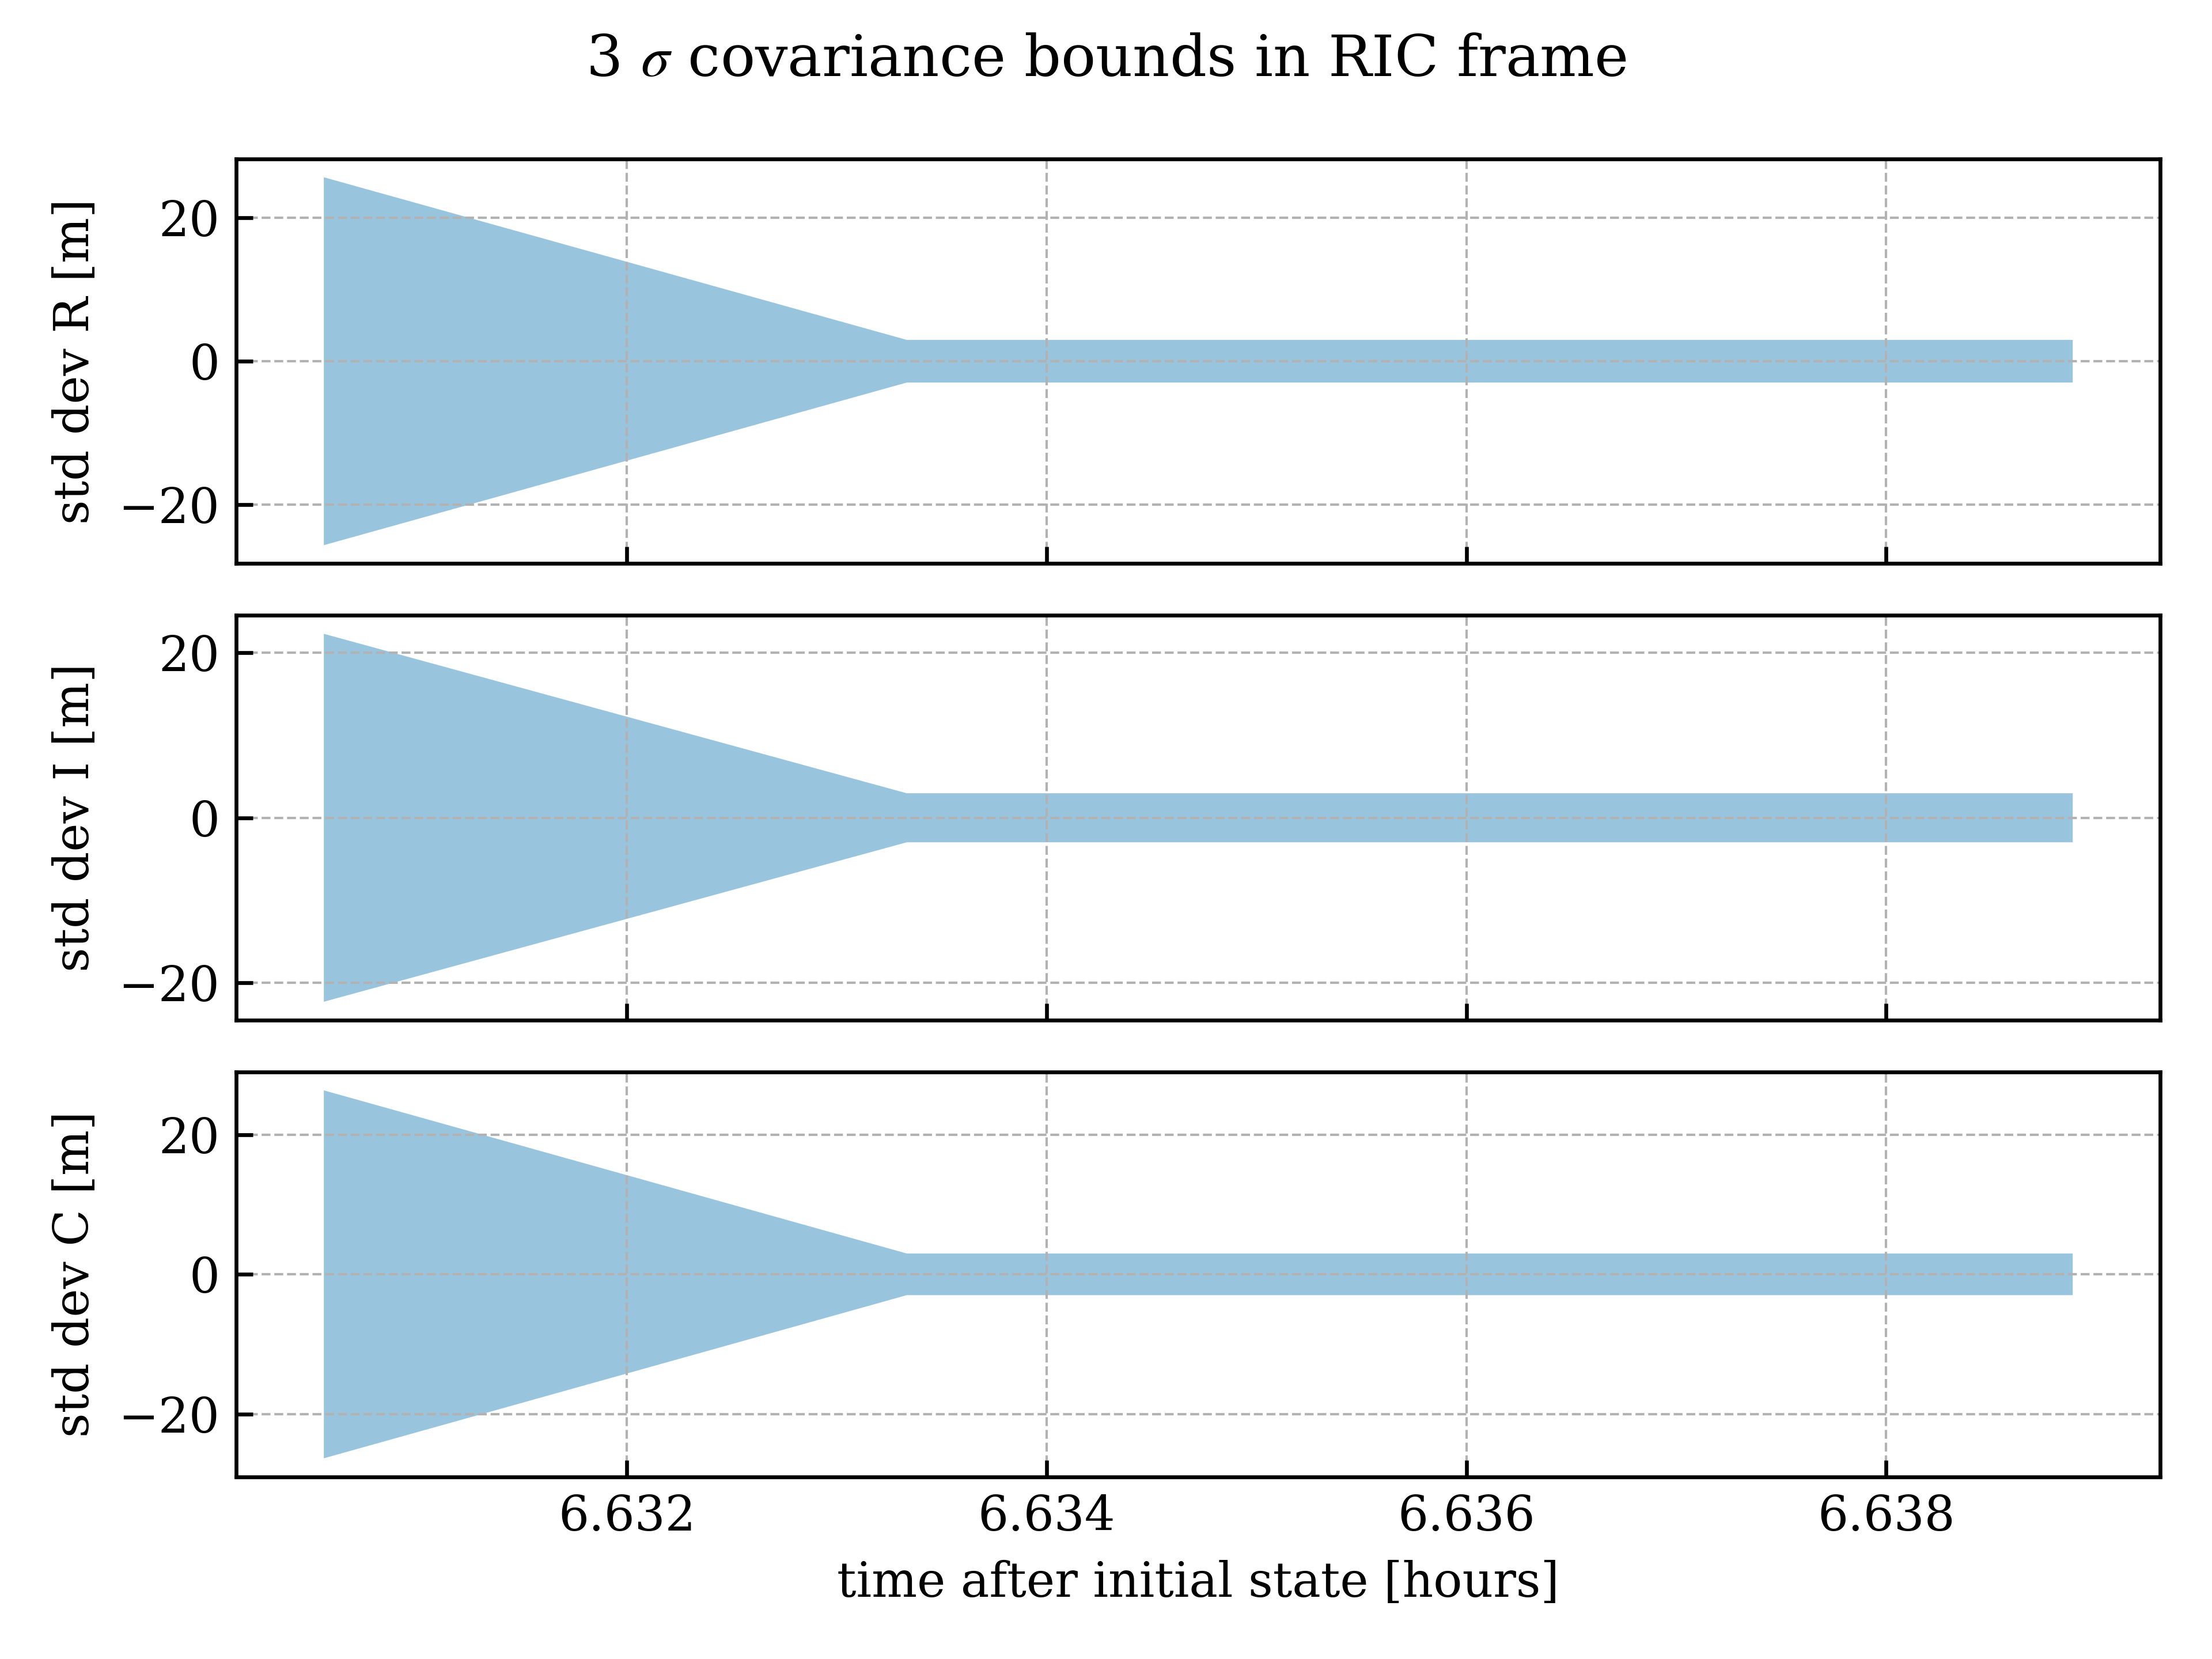 3 σ covariance bounds in RIC frame
std dev R [m]
20
0
−20
std dev I [m]
20
0
−20
std dev C [m]
20
0
−20
6.632 6.634 6.636 6.638
time after initial state [hours]